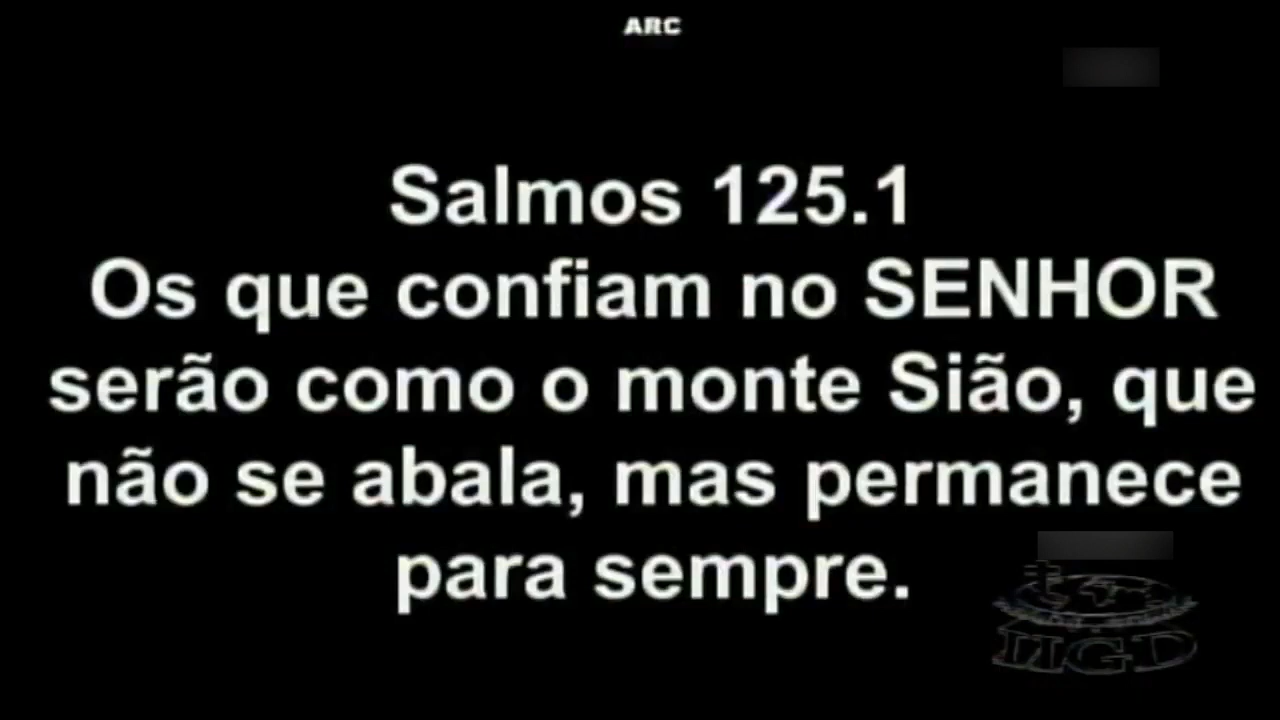 ARC
Salmos 125.1
Os que confiam no SENHOR
serão como o monte Sião, que
não se abala, mas permanece
para sempre.
IIGD